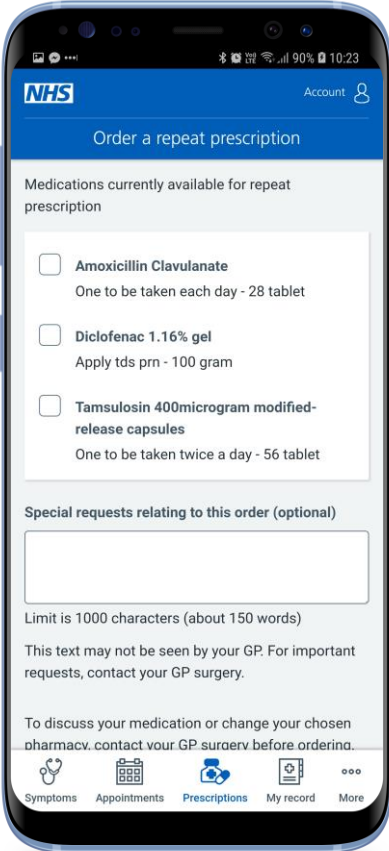 VoD LTE 90% 10:23
NHS
Account
Order a repeat prescription
Medications currently available for repeat
prescription
Amoxicillin Clavulanate
One to be taken each day - 28 tablet
Diclofenac 1.16% gel
Apply tds prn - 100 gram
Tamsulosin 400microgram modified-
release capsules
One to be taken twice a day - 56 tablet
Special requests relating to this order (optional)
Limit is 1000 characters (about 150 words)
This text may not be seen by your GP. For important
requests, contact your GP surgery.
To discuss your medication or change your chosen
pharmacy, contact your GP surgery before ordering.
Symptoms Appointments Prescriptions My record More